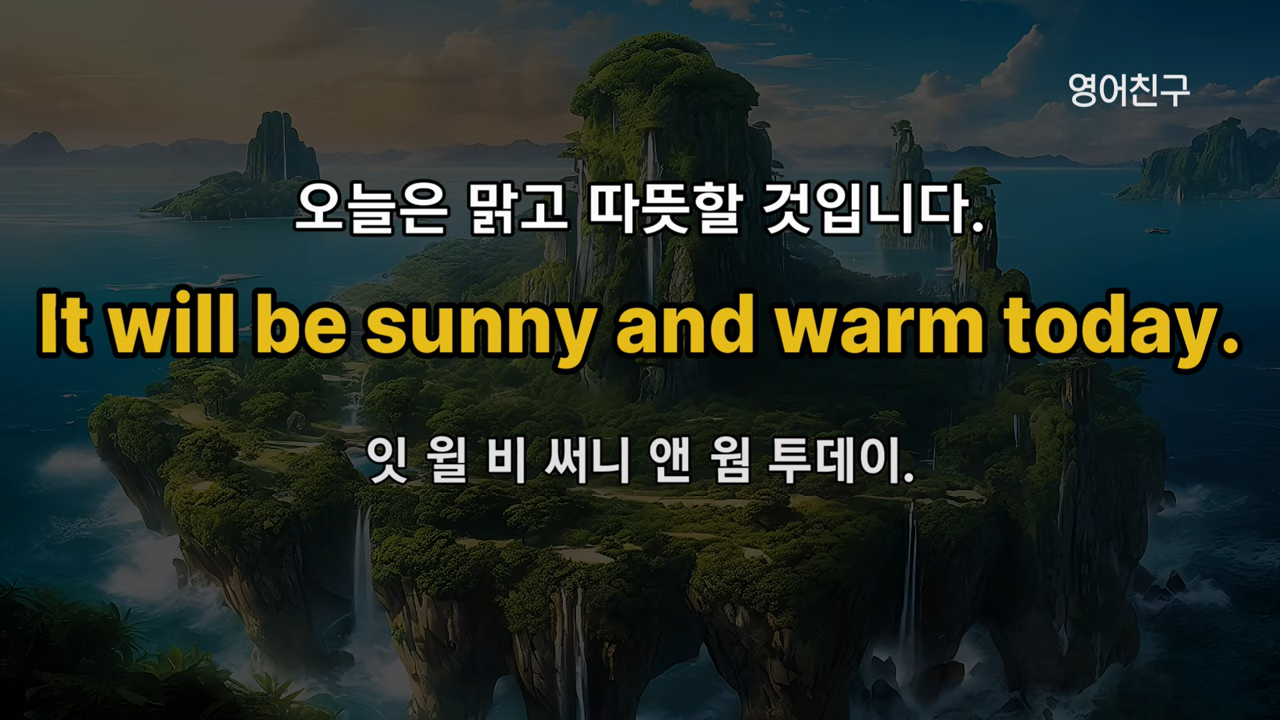 영어친구
오늘은 맑고 따뜻할 것입니다.
It will be sunny and warm today.
잇 윌 비 써니 앤 웜 투데이.